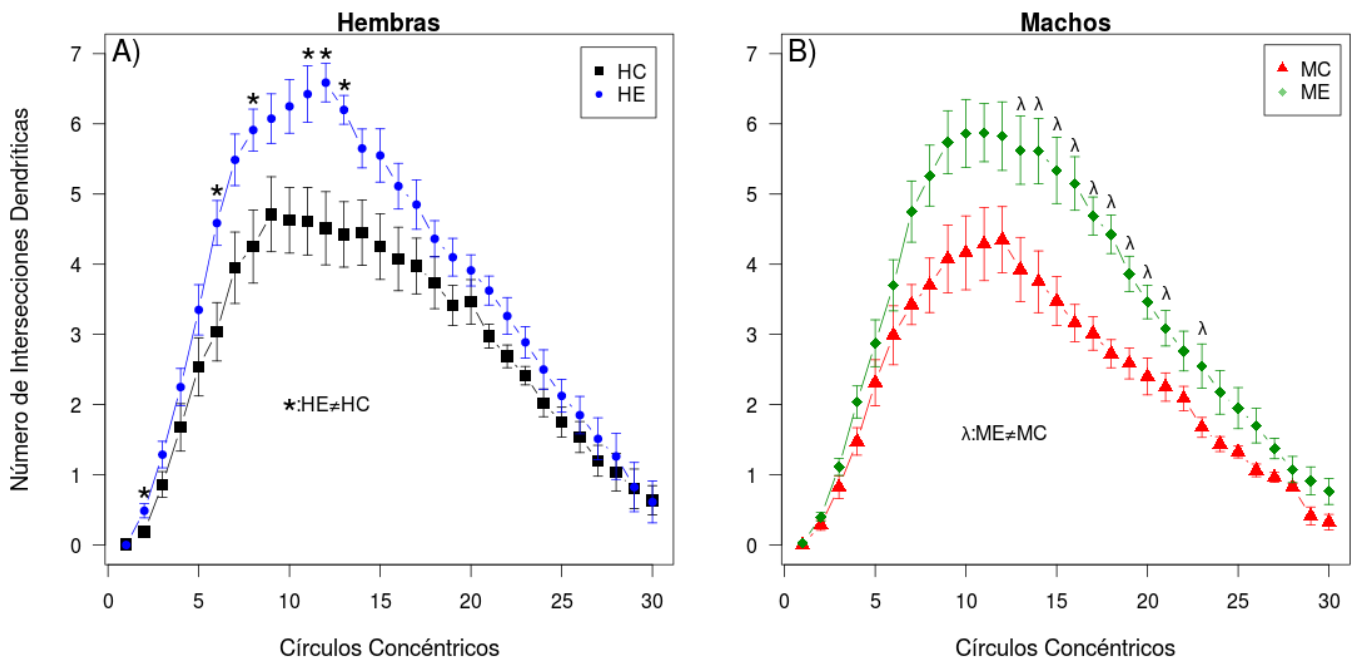 Hembras
A)
HC
HE
* * * * * * *
*:HE≠HC
7
6
5
4
3
2
1
0
0 5 10 15 20 25 30
Número de Intersecciones Dendríticas
Círculos Concéntricos
Machos
B)
MC
ME
λ λ λ λ λ λ λ λ λ λ
λ:ME≠MC
7
6
5
4
3
2
1
0
0 5 10 15 20 25 30
Círculos Concéntricos